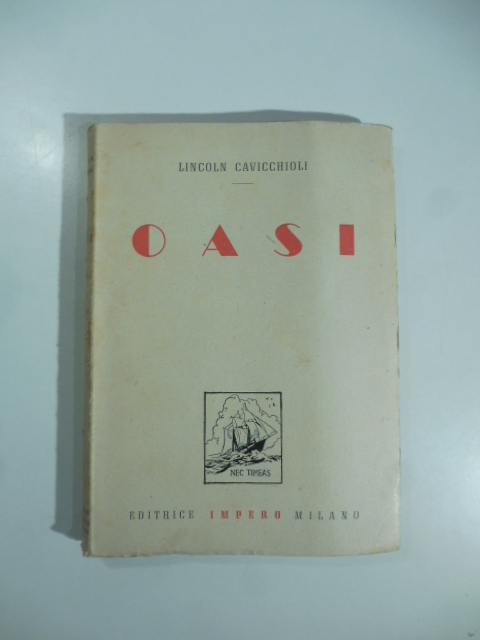 LINCOLN CAVICCHIOLI
OASI
NEC TIMEAS
EDITRICE IMPERO MILANO